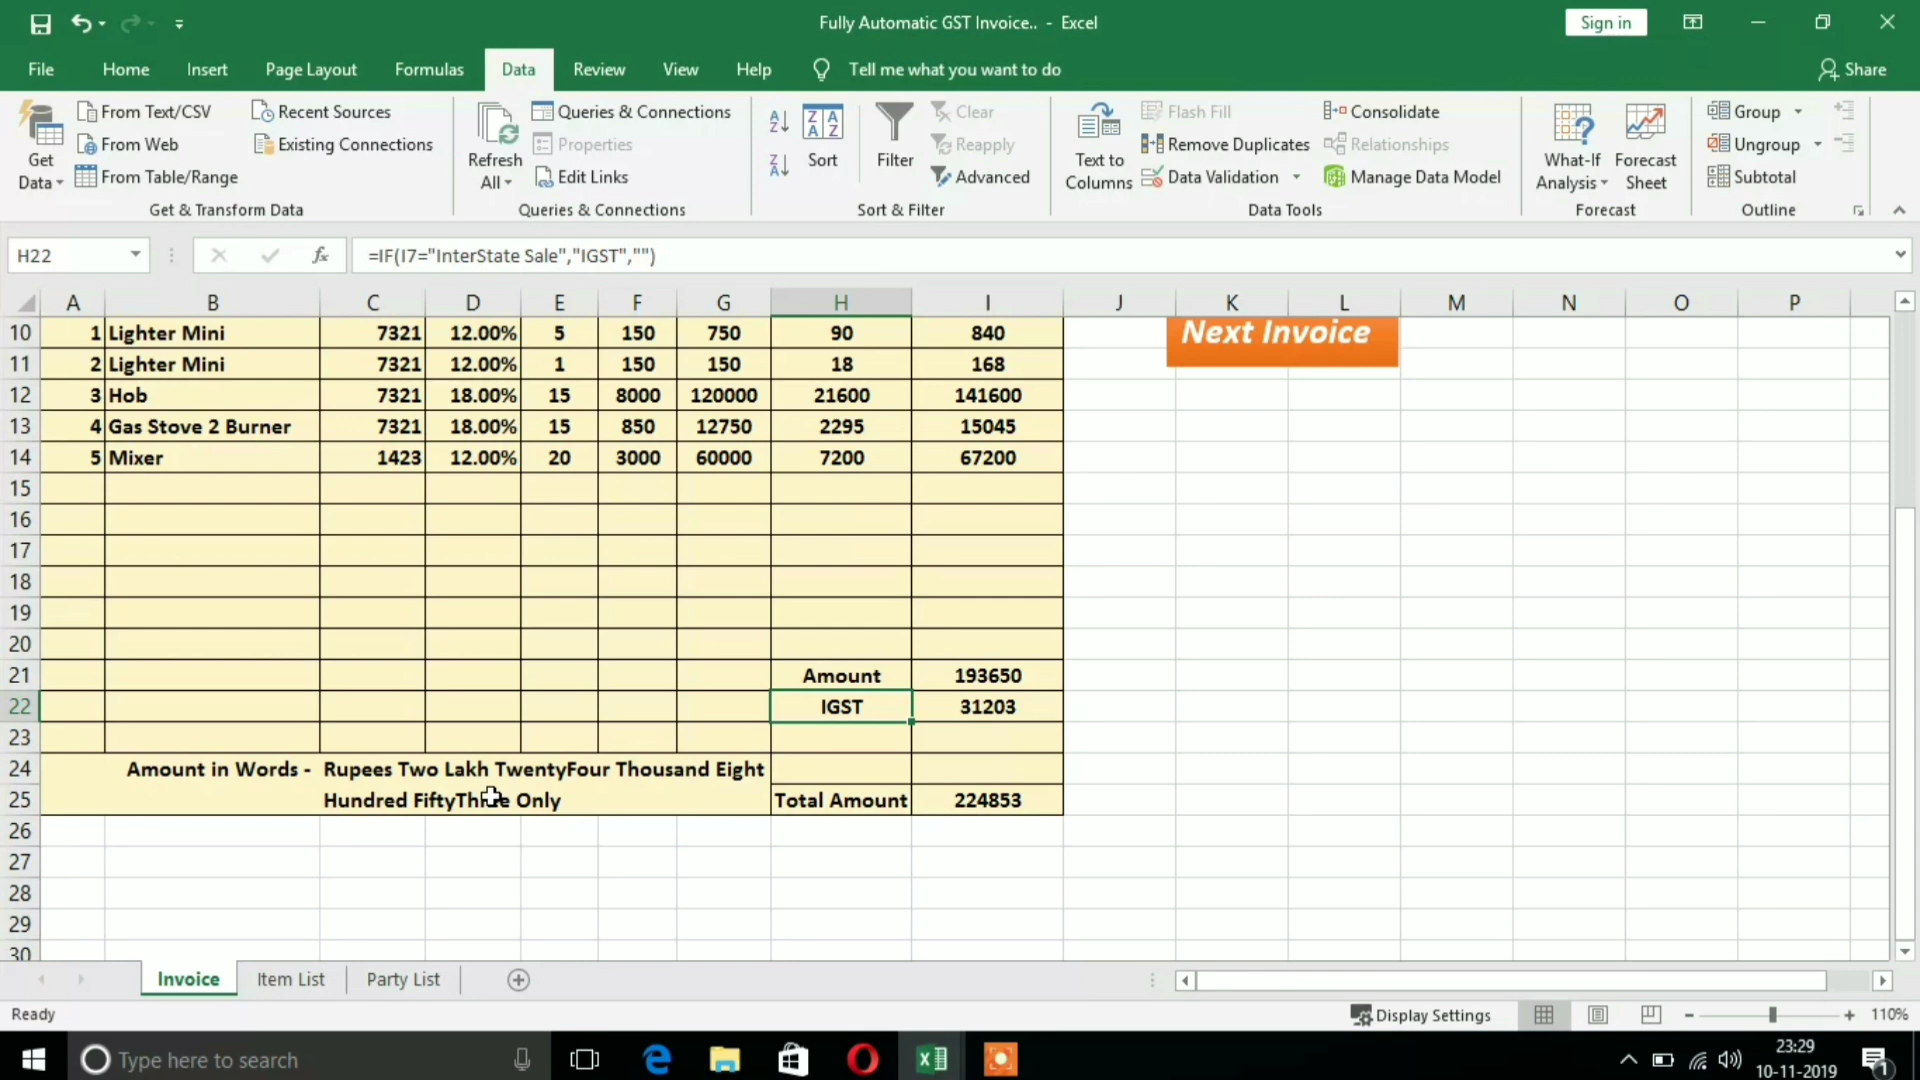 Fully Automatic GST Invoice.. - Excel
Sign in
File Home Insert Page Layout Formulas Data Review View Help Tell me what you want to do Share
Get Data
From Text/CSV
From Web
From Table/Range
Recent Sources
Existing Connections
Get & Transform Data
Refresh All
Queries & Connections
Properties
Edit Links
Queries & Connections
Sort
Filter
Clear
Reapply
Advanced
Sort & Filter
Text to Columns
Flash Fill
Remove Duplicates
Data Validation
Consolidate
Relationships
Manage Data Model
Data Tools
What-If Analysis
Forecast Sheet
Forecast
Group
Ungroup
Subtotal
Outline
H22 fx =IF(I7="InterState Sale","IGST","")
A B C D E F G H I J K L M N O P
10 1 Lighter Mini 7321 12.00% 5 150 750 90 840
Next Invoice
11 2 Lighter Mini 7321 12.00% 1 150 150 18 168
12 3 Hob 7321 18.00% 15 8000 120000 21600 141600
13 4 Gas Stove 2 Burner 7321 18.00% 15 850 12750 2295 15045
14 5 Mixer 1423 12.00% 20 3000 60000 7200 67200
15
16
17
18
19
20
21 Amount 193650
22 IGST 31203
23
24 Amount in Words - Rupees Two Lakh TwentyFour Thousand Eight
25 Hundred FiftyThree Only Total Amount 224853
26
27
28
29
30
Invoice Item List Party List
Ready Display Settings 110%
Type here to search
23:29
10-11-2019
1